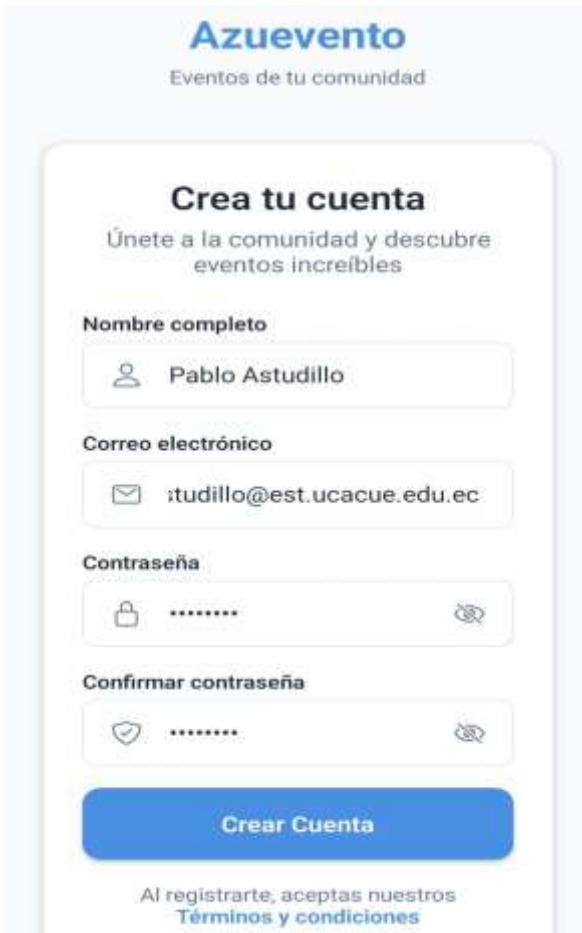 Azuevento
Eventos de tu comunidad
Crea tu cuenta
Únete a la comunidad y descubre
eventos increíbles
Nombre completo
Pablo Astudillo
Correo electrónico
studillo@est.ucacue.edu.ec
Contraseña
••••••••
Confirmar contraseña
••••••••
Crear Cuenta
Al registrarte, aceptas nuestros
Términos y condiciones